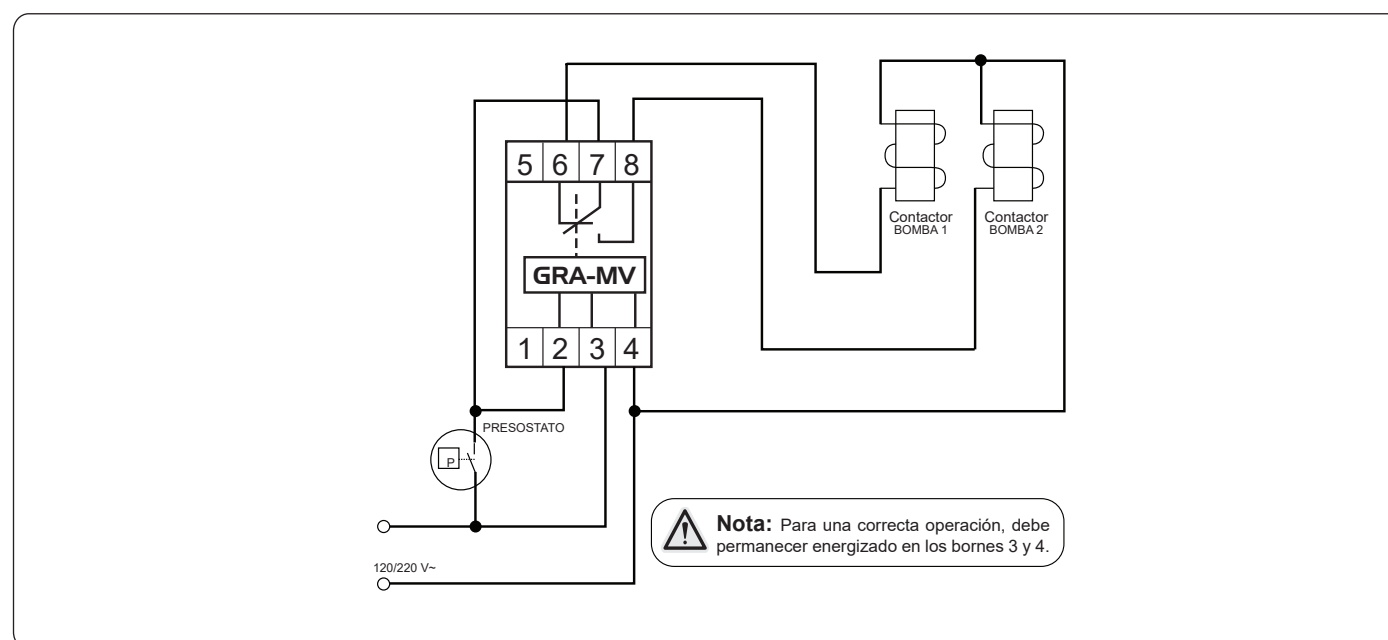 5 6 7 8
GRA-MV
1 2 3 4
Contactor
BOMBA 1
Contactor
BOMBA 2
PRESOSTATO
P
120/220 V~
Nota: Para una correcta operación, debe
permanecer energizado en los bornes 3 y 4.